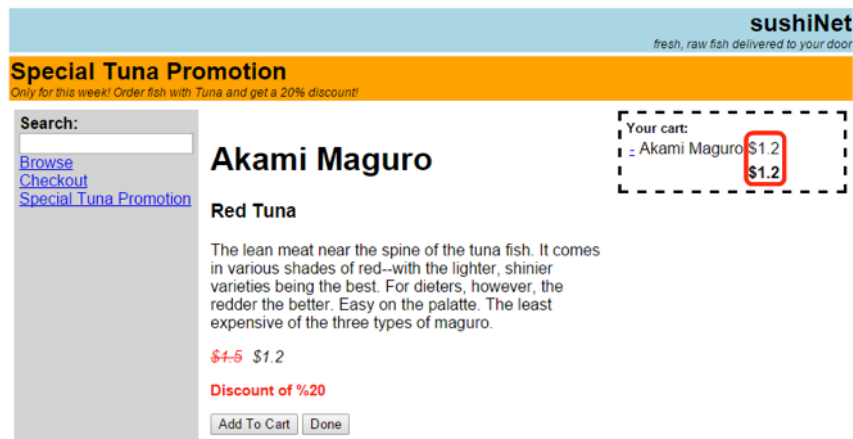 sushiNet
fresh, raw fish delivered to your door
Special Tuna Promotion
Only for this week! Order fish with Tuna and get a 20% discount!
Search:
Browse
Checkout
Special Tuna Promotion
Akami Maguro
Red Tuna
The lean meat near the spine of the tuna fish. It comes
in various shades of red--with the lighter, shinier
varieties being the best. For dieters, however, the
redder the better. Easy on the palatte. The least
expensive of the three types of maguro.
$1.5 $1.2
Discount of %20
Add To Cart Done
Your cart:
- Akami Maguro $1.2
$1.2